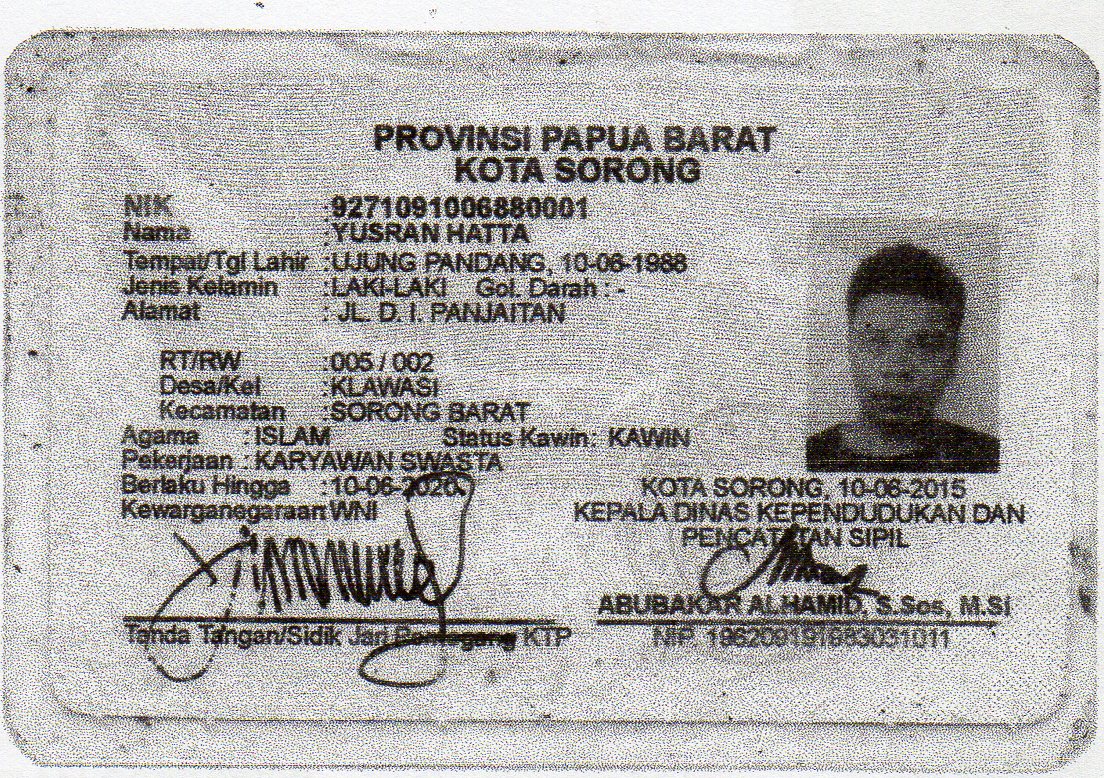 PROVINSI PAPUA BARAT
KOTA SORONG
NIK :9271091006880001
Nama :YUSRAN HATTA
Tempat/Tgl Lahir :UJUNG PANDANG, 10-06-1988
Jenis Kelamin :LAKI-LAKI Gol. Darah : -
Alamat : JL. D. I. PANJAITAN
RT/RW :005 / 002
Desa/Kel :KLAWASI
Kecamatan :SORONG BARAT
Agama : ISLAM Status Kawin : KAWIN
Pekerjaan : KARYAWAN SWASTA
Berlaku Hingga :10-06-2020
Kewarganegaraan:WNI
KOTA SORONG, 10-06-2015
KEPALA DINAS KEPENDUDUKAN DAN
PENCATATAN SIPIL
ABUBAKAR ALHAMID, S.Sos, M.Si
Tanda Tangan/Sidik Jari Pemegang KTP
NIP.